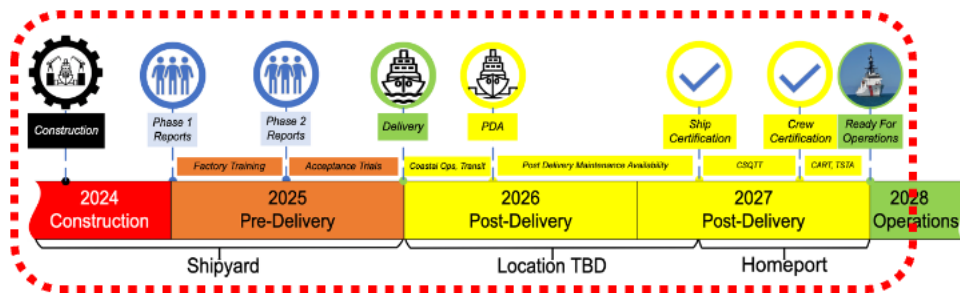 Construction
Phase 1
Reports
Phase 2
Reports
Delivery
PDA
Ship
Certification
Crew
Certification
Ready For
Operations
Factory Training
Acceptance Trials
Coastal Ops, Transit
Post Delivery Maintenance Availability
CSQTT
CART, TSTA
2024
Construction
2025
Pre-Delivery
2026
Post-Delivery
2027
Post-Delivery
2028
Operations
Shipyard
Location TBD
Homeport